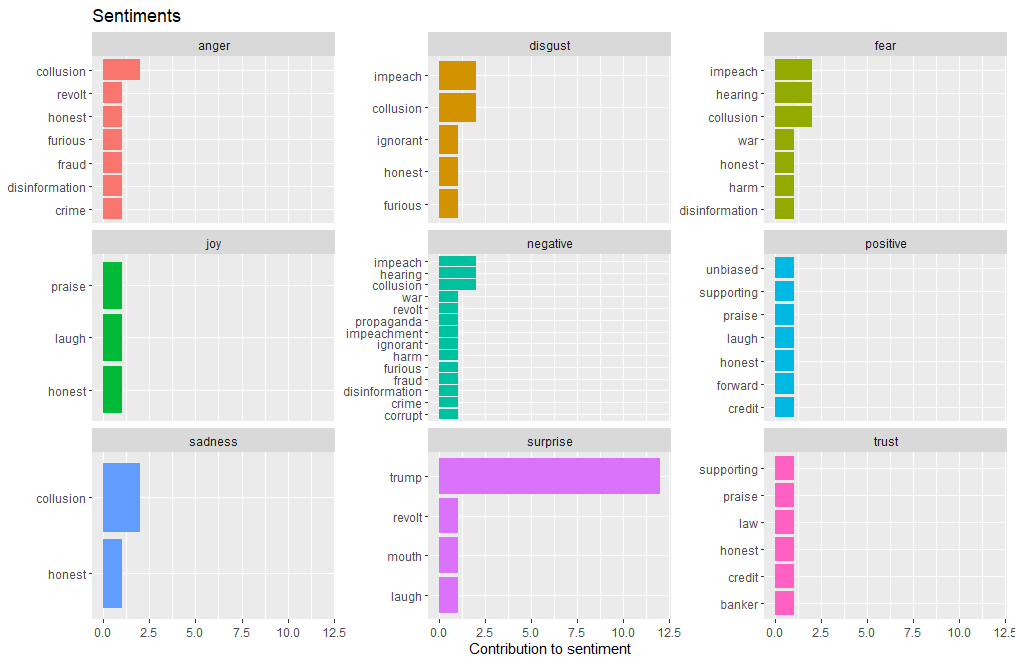 Sentiments
anger
collusion
revolt
honest
furious
fraud
disinformation
crime
disgust
impeach
collusion
ignorant
honest
furious
fear
impeach
hearing
collusion
war
honest
harm
disinformation
joy
praise
laugh
honest
negative
impeach
hearing
collusion
war
revolt
propaganda
impeachment
ignorant
harm
furious
fraud
disinformation
crime
corrupt
positive
unbiased
supporting
praise
laugh
honest
forward
credit
sadness
collusion
honest
0.0 2.5 5.0 7.5 10.0 12.5
surprise
trump
revolt
mouth
laugh
0.0 2.5 5.0 7.5 10.0 12.5
trust
supporting
praise
law
honest
credit
banker
0.0 2.5 5.0 7.5 10.0 12.5
Contribution to sentiment